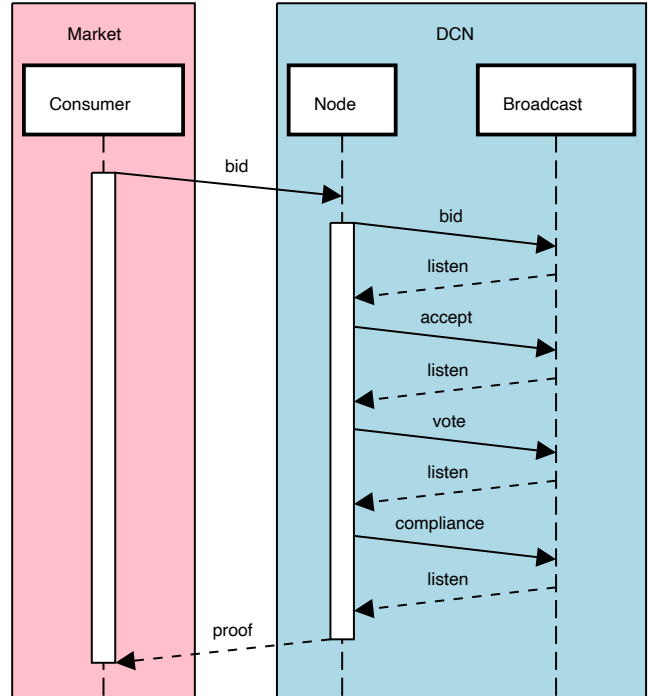 Market
DCN
Consumer
Node
Broadcast
bid
bid
listen
accept
listen
vote
listen
compliance
listen
proof